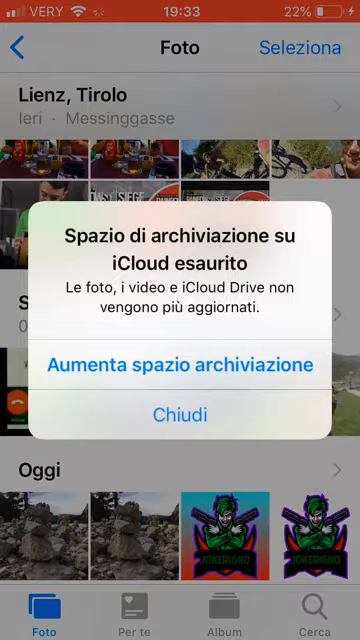 VERY 19:33 22%
Foto Seleziona
Lienz, Tirolo
Ieri · Messinggasse
Spazio di archiviazione su
iCloud esaurito
Le foto, i video e iCloud Drive non
vengono più aggiornati.
Aumenta spazio archiviazione
Chiudi
Oggi
JOKERIGNO JOKERIGNO
Foto Per te Album Cerca